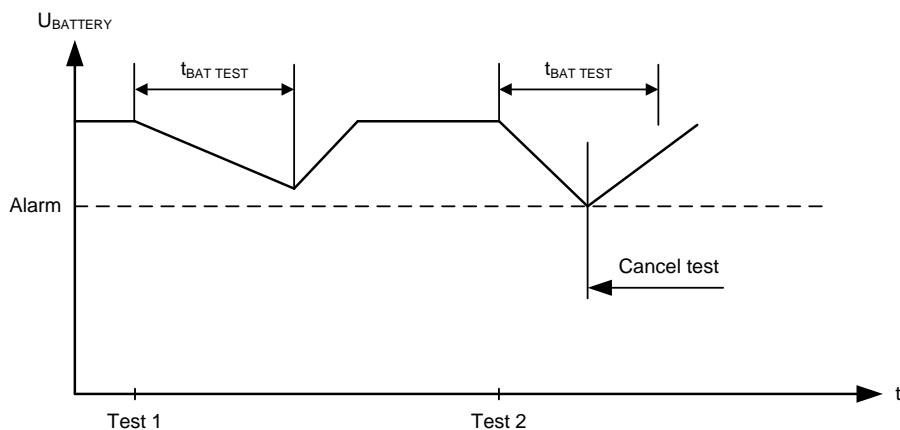 UBATTERY
tBAT TEST
tBAT TEST
Alarm
Cancel test
t
Test 1
Test 2